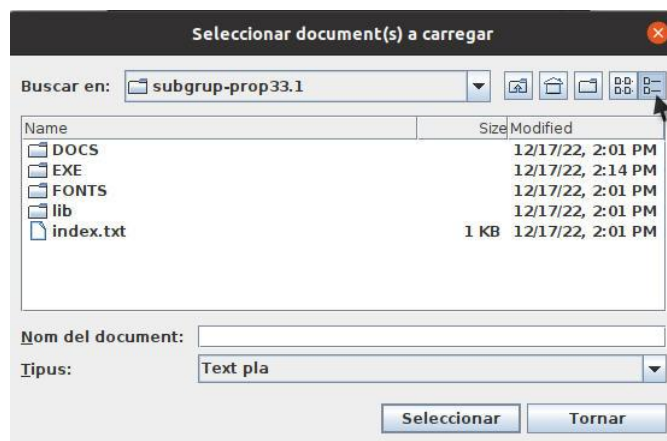 Seleccionar document(s) a carregar
Buscar en: subgrup-prop33.1
Name Size Modified
DOCS 12/17/22, 2:01 PM
EXE 12/17/22, 2:14 PM
FONTS 12/17/22, 2:01 PM
lib 12/17/22, 2:01 PM
index.txt 1 KB 12/17/22, 2:01 PM
Nom del document:
Tipus: Text pla
Seleccionar Tornar